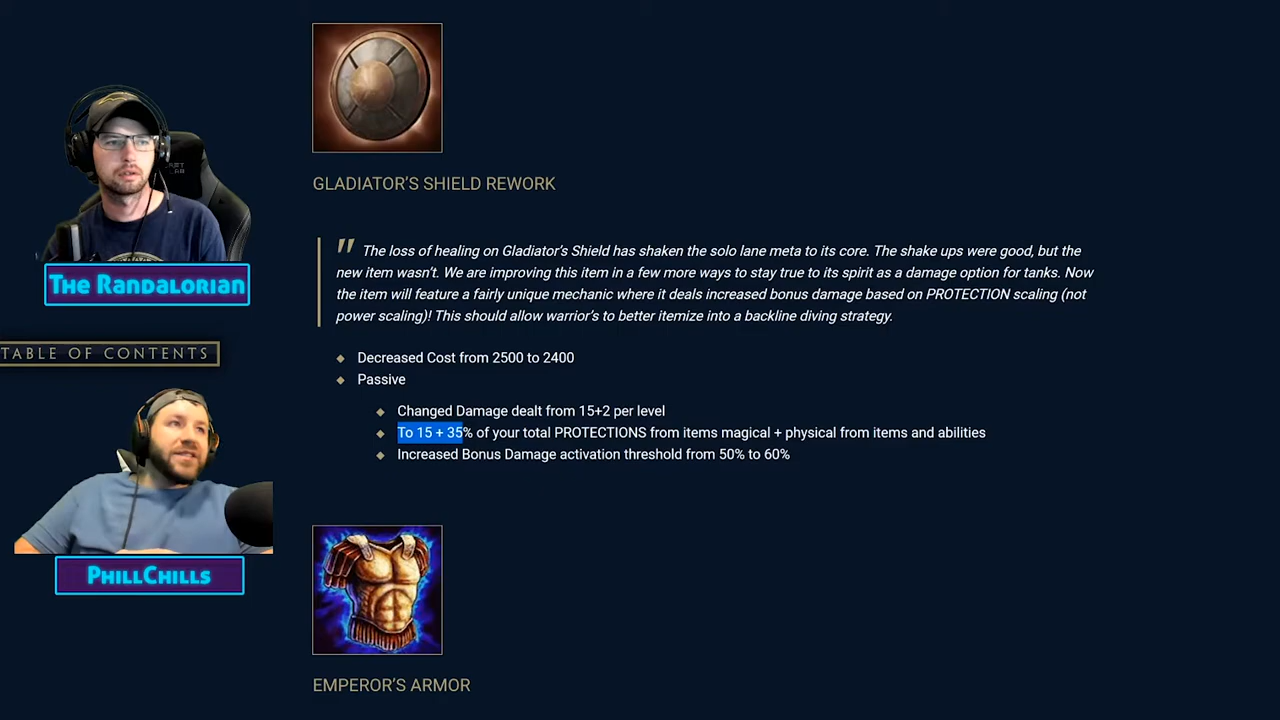 GLADIATOR'S SHIELD REWORK
" The loss of healing on Gladiator's Shield has shaken the solo lane meta to its core. The shake ups were good, but the
new item wasn't. We are improving this item in a few more ways to stay true to its spirit as a damage option for tanks. Now
the item will feature a fairly unique mechanic where it deals increased bonus damage based on PROTECTION scaling (not
power scaling)! This should allow warrior's to better itemize into a backline diving strategy.
The Randalorian
TABLE OF CONTENTS
Decreased Cost from 2500 to 2400
Passive
Changed Damage dealt from 15+2 per level
To 15 + 35% of your total PROTECTIONS from items magical + physical from items and abilities
Increased Bonus Damage activation threshold from 50% to 60%
PhillChills
EMPEROR'S ARMOR